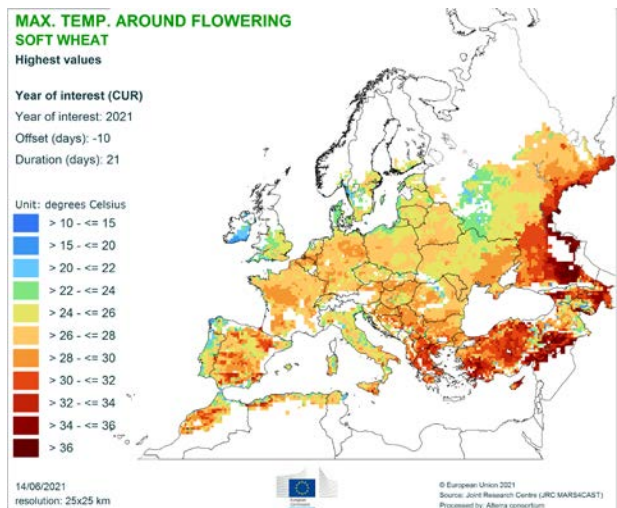 MAX. TEMP. AROUND FLOWERING
SOFT WHEAT
Highest values
Year of interest (CUR)
Year of interest: 2021
Offset (days): -10
Duration (days): 21
Unit: degrees Celsius
> 10 - <= 15
> 15 - <= 20
> 20 - <= 22
> 22 - <= 24
> 24 - <= 26
> 26 - <= 28
> 28 - <= 30
> 30 - <= 32
> 32 - <= 34
> 34 - <= 36
> 36
14/06/2021
resolution: 25x25 km
© European Union 2021
Source: Joint Research Centre (JRC MARS4CAST)
Processed by: Alterra consortium